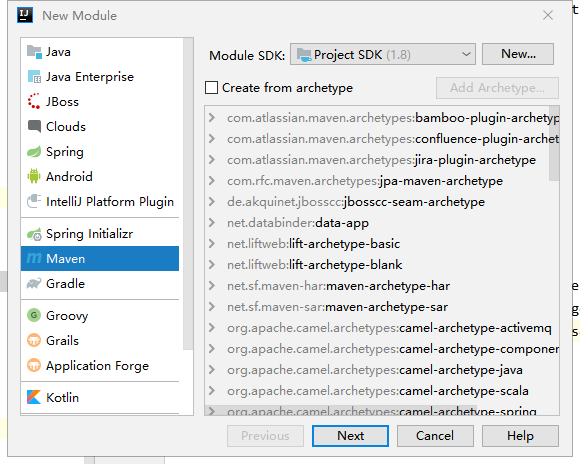 New Module
Java
Java Enterprise
JBoss
Clouds
Spring
Android
IntelliJ Platform Plugin
Spring Initializr
Maven
Gradle
Groovy
Grails
Application Forge
Kotlin
Module SDK: Project SDK (1.8) New...
Create from archetype Add Archetype...
com.atlassian.maven.archetypes:bamboo-plugin-archetyp
com.atlassian.maven.archetypes:confluence-plugin-archet
com.atlassian.maven.archetypes:jira-plugin-archetype
com.rfc.maven.archetypes:jpa-maven-archetype
de.akquinet.jbosscc:jbosscc-seam-archetype
net.databinder:data-app
net.liftweb:lift-archetype-basic
net.liftweb:lift-archetype-blank
net.sf.maven-har:maven-archetype-har
net.sf.maven-sar:maven-archetype-sar
org.apache.camel.archetypes:camel-archetype-activemq
org.apache.camel.archetypes:camel-archetype-componen
org.apache.camel.archetypes:camel-archetype-java
org.apache.camel.archetypes:camel-archetype-scala
org.apache.camel.archetypes:camel-archetype-spring
Previous Next Cancel Help